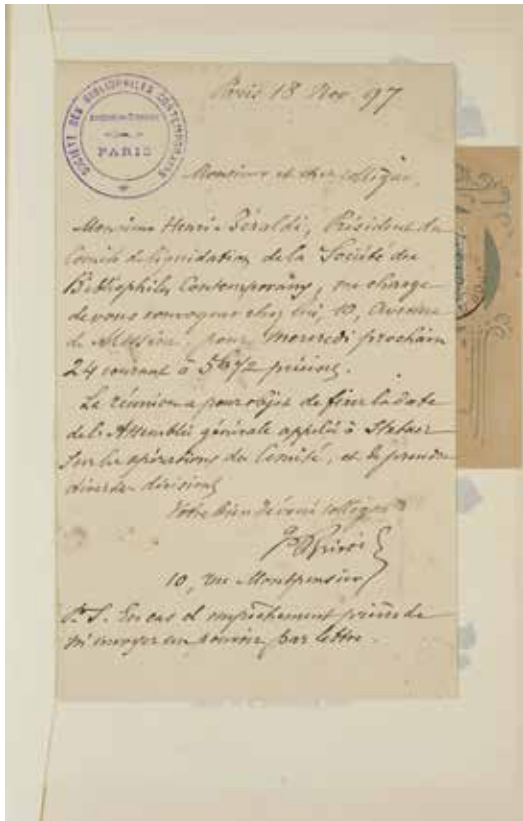 SOCIÉTÉ DES BIBLIOPHILES CONTEMPORAINS
PARIS
Paris 18 Nov 97
Monsieur et cher collègue,
Monsieur Henri Béraldi, Président du
Comité de liquidation de la Société des
Bibliophiles Contemporains, me charge
de vous convoquer chez lui, 10, Avenue
de Messine, pour mercredi prochain
24 courant à 5h 1/2 précises.
La réunion a pour objet de fixer la date
de l'Assemblée générale appelée à Statuer
sur les opérations du Comité, et de prendre
diverses décisions
Votre bien dévoué collègue
10, rue Montpensier
P. S. En cas d'empêchement prière de
m'envoyer un pouvoir par lettre.